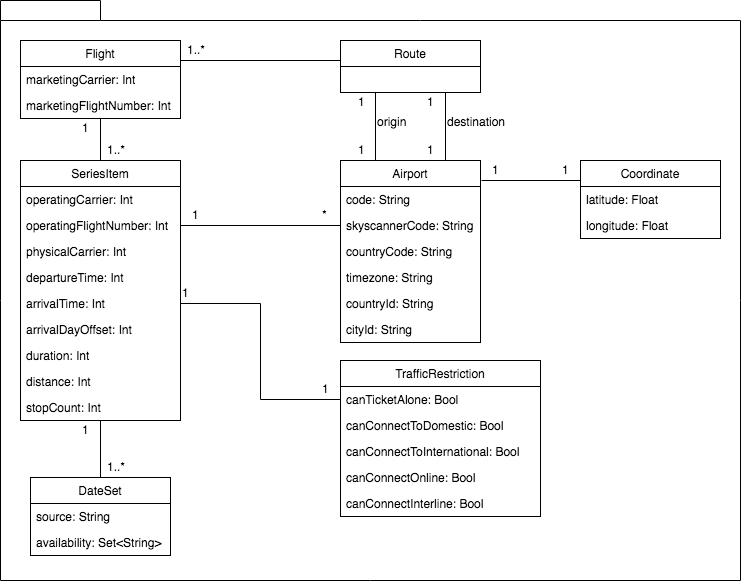 Flight
marketingCarrier: Int
marketingFlightNumber: Int
1..*
Route
1
1
origin
destination
1
1
1
1..*
SeriesItem
operatingCarrier: Int
operatingFlightNumber: Int
physicalCarrier: Int
departureTime: Int
arrivalTime: Int
arrivalDayOffset: Int
duration: Int
distance: Int
stopCount: Int
1
*
Airport
code: String
skyscannerCode: String
countryCode: String
timezone: String
countryId: String
cityId: String
1
1
Coordinate
latitude: Float
longitude: Float
1
1
TrafficRestriction
canTicketAlone: Bool
canConnectToDomestic: Bool
canConnectToInternational: Bool
canConnectOnline: Bool
canConnectInterline: Bool
1
1..*
DateSet
source: String
availability: Set<String>